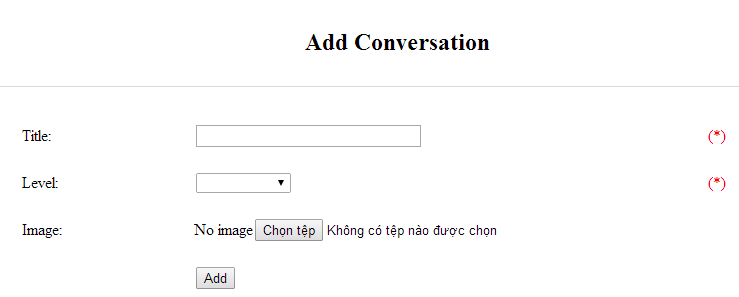 Add Conversation
Title: (*)
Level: (*)
Image: No image Chọn tệp Không có tệp nào được chọn
Add